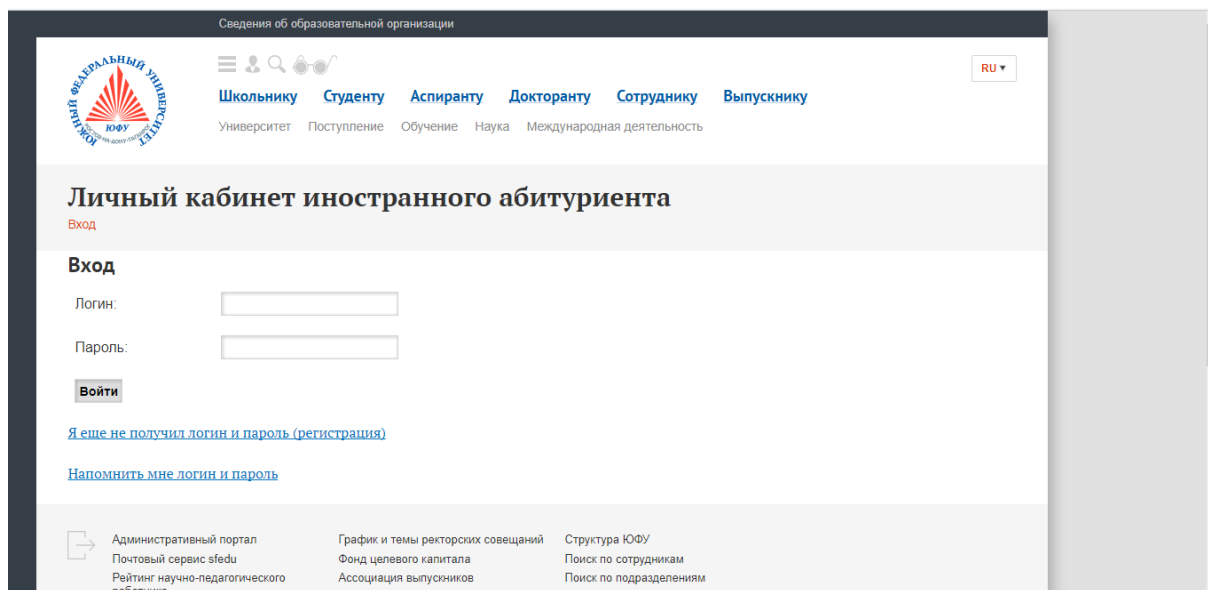 Сведения об образовательной организации
ЮЖНЫЙ ФЕДЕРАЛЬНЫЙ УНИВЕРСИТЕТ
ЮФУ
RU
Школьнику Студенту Аспиранту Докторанту Сотруднику Выпускнику
Университет Поступление Обучение Наука Международная деятельность
Личный кабинет иностранного абитуриента
Вход
Вход
Логин:
Пароль:
Войти
Я еще не получил логин и пароль (регистрация)
Напомнить мне логин и пароль
Административный портал График и темы ректорских совещаний Структура ЮФУ
Почтовый сервис sfedu Фонд целевого капитала Поиск по сотрудникам
Рейтинг научно-педагогического Ассоциация выпускников Поиск по подразделениям